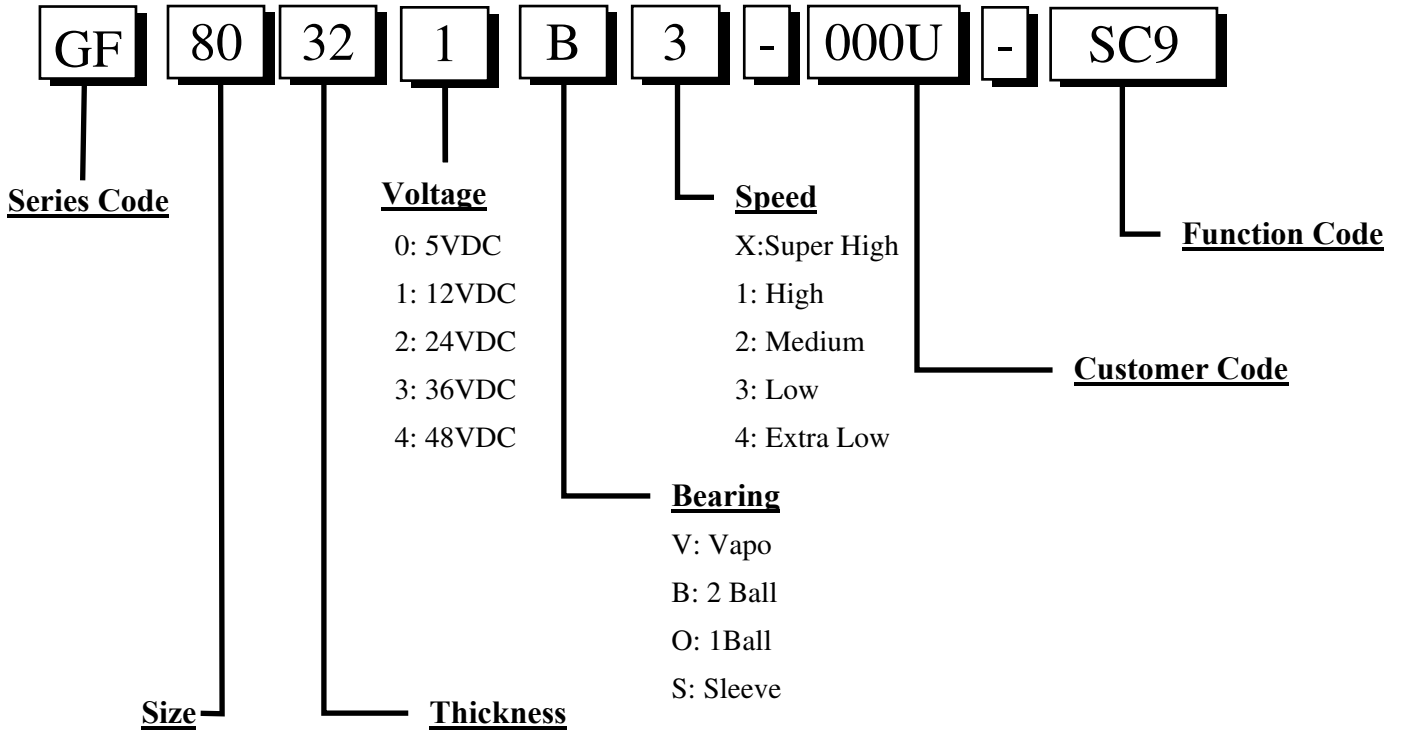 GF 80 32 1 B 3 - 000U - SC9
Series Code
Voltage
0: 5VDC
1: 12VDC
2: 24VDC
3: 36VDC
4: 48VDC
Speed
X:Super High
1: High
2: Medium
3: Low
4: Extra Low
Function Code
Customer Code
Bearing
V: Vapo
B: 2 Ball
O: 1Ball
S: Sleeve
Size
Thickness